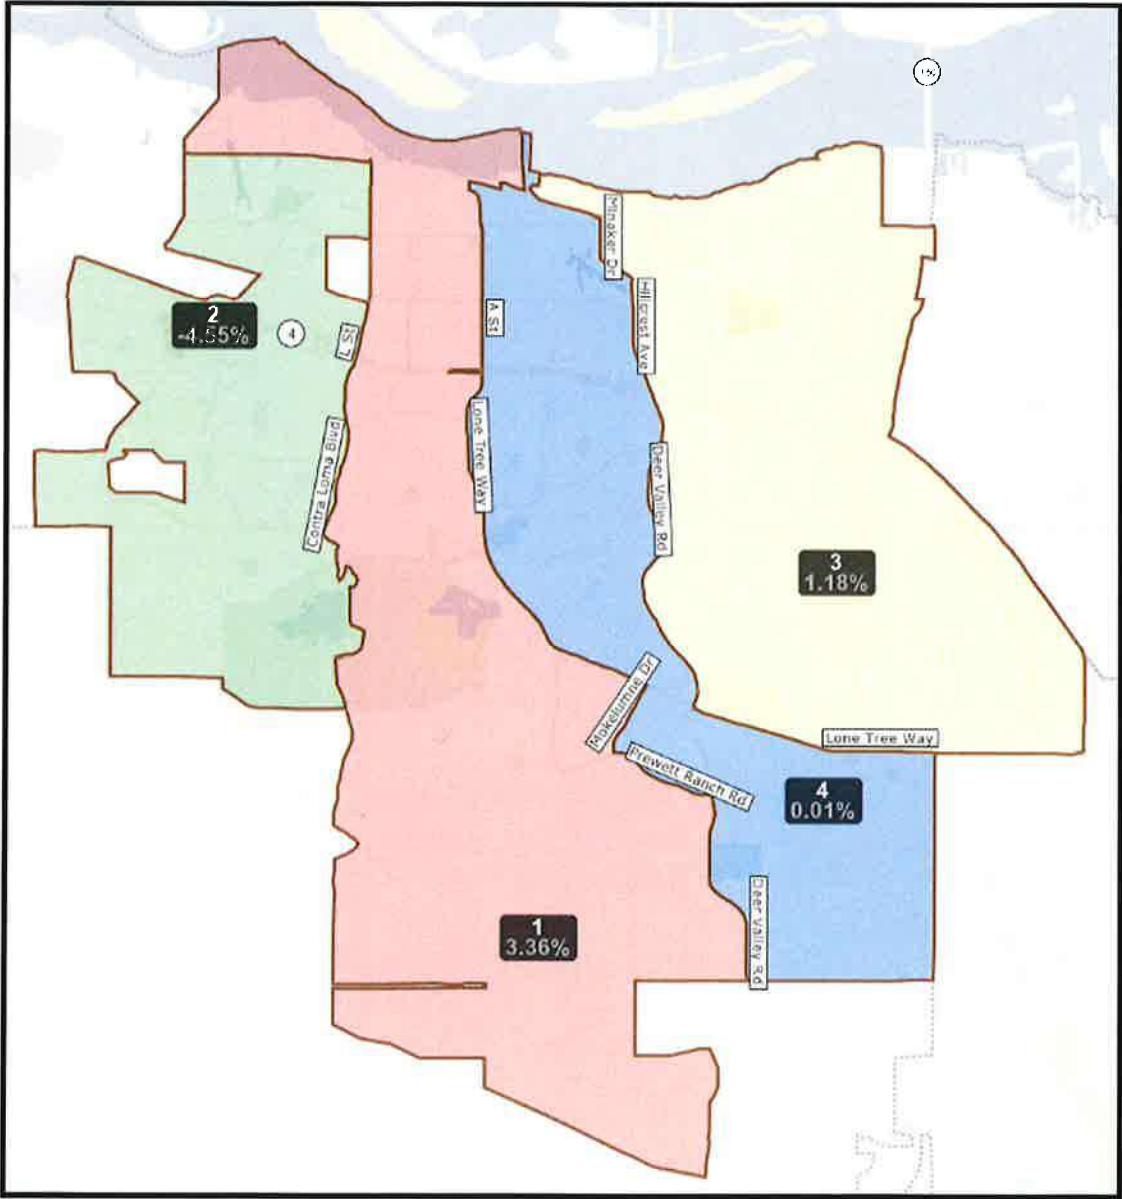 Minaker Dr
Hillcrest Ave
A St
2
-4.55%
4
L St
Contra Loma Blvd
Lone Tree Way
Deer Valley Rd
3
1.18%
Mokelumne Dr
Lone Tree Way
Prewett Ranch Rd
4
0.01%
Deer Valley Rd
1
3.36%